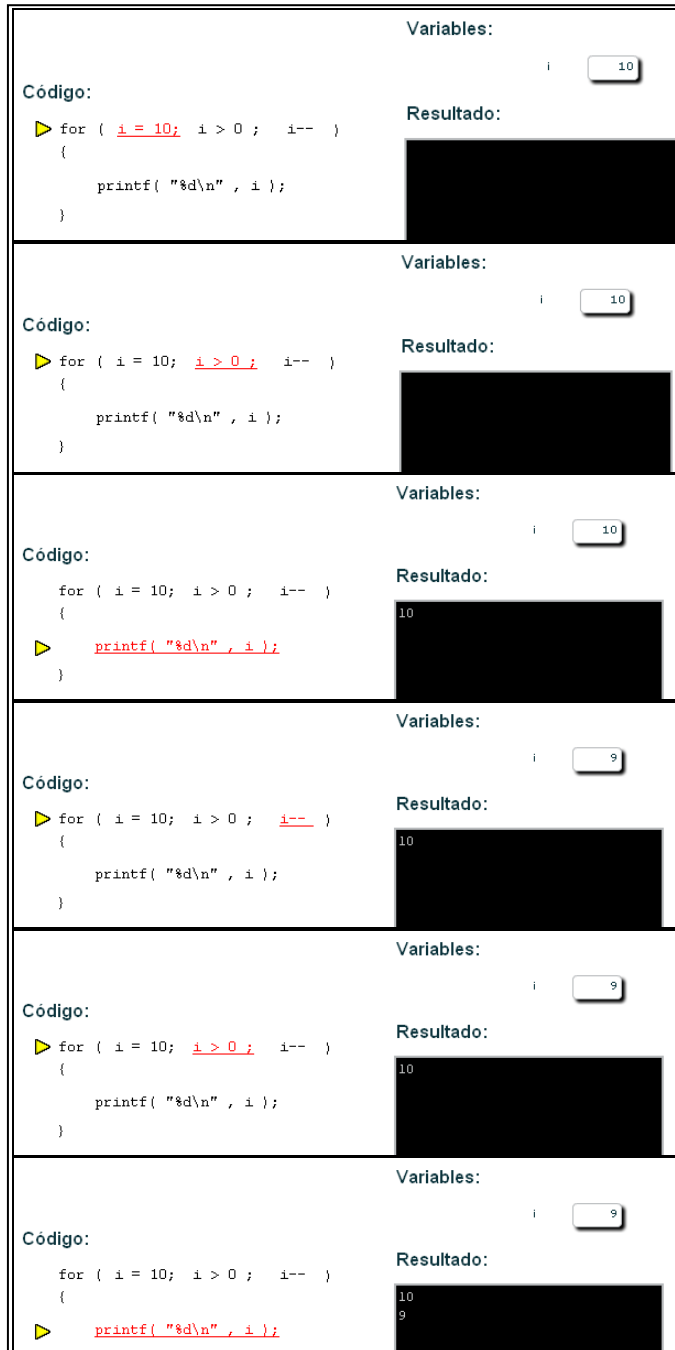 Variables:
i 10
Código:
Resultado:
for ( i = 10; i > 0 ; i-- )
{
printf( "%d\n" , i );
}
Variables:
i 10
Código:
Resultado:
for ( i = 10; i > 0 ; i-- )
{
printf( "%d\n" , i );
}
Variables:
i 10
Código:
Resultado:
for ( i = 10; i > 0 ; i-- )
{
10
printf( "%d\n" , i );
}
Variables:
i 9
Código:
Resultado:
for ( i = 10; i > 0 ; i-- )
{
10
printf( "%d\n" , i );
}
Variables:
i 9
Código:
Resultado:
for ( i = 10; i > 0 ; i-- )
{
10
printf( "%d\n" , i );
}
Variables:
i 9
Código:
Resultado:
for ( i = 10; i > 0 ; i-- )
{
10
9
printf( "%d\n" , i );